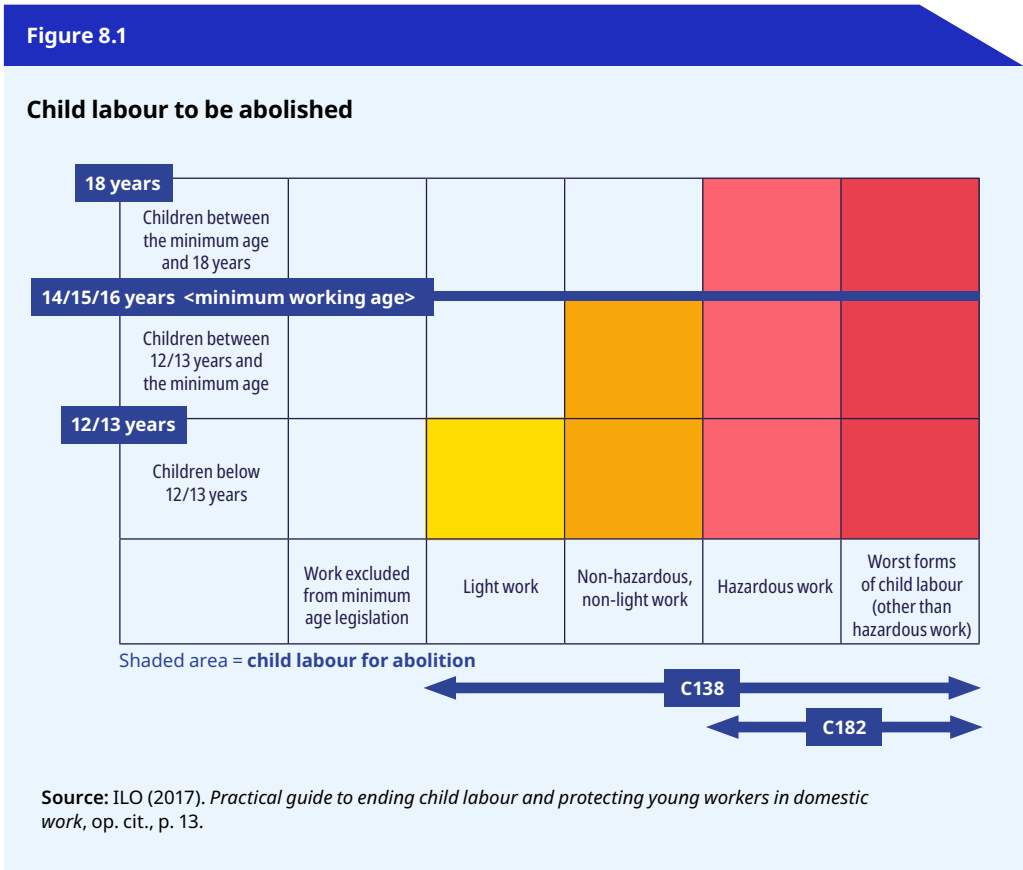 Figure 8.1
Child labour to be abolished
18 years
Children between
the minimum age
and 18 years
14/15/16 years <minimum working age>
Children between
12/13 years and
the minimum age
12/13 years
Children below
12/13 years
Work excluded
from minimum
age legislation
Light work
Non-hazardous,
non-light work
Hazardous work
Worst forms
of child labour
(other than
hazardous work)
Shaded area = child labour for abolition
C138
C182
Source: ILO (2017). Practical guide to ending child labour and protecting young workers in domestic
work, op. cit., p. 13.